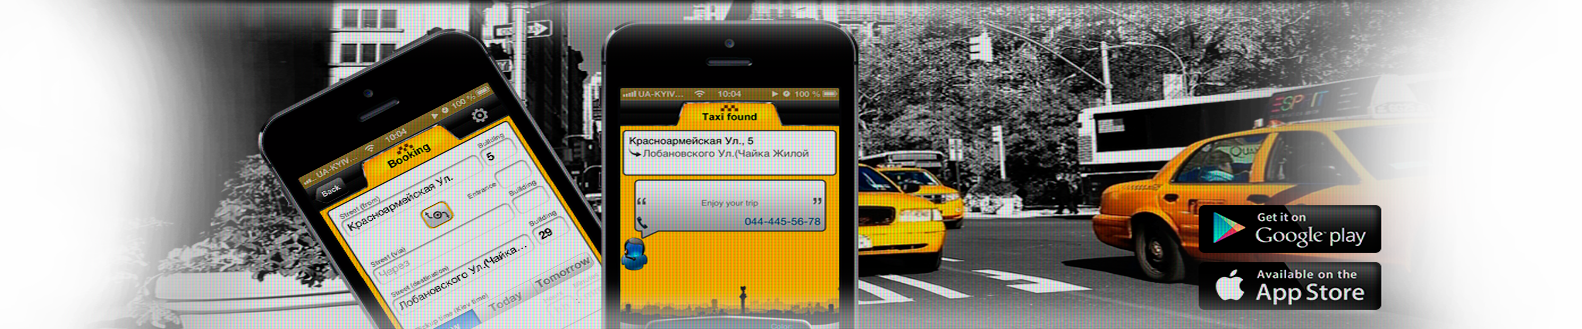 UA-KYIV... 10:04 100 %
Back
Booking
Street (from)
Красноармейская Ул.
Building
5
Entrance
Street (via)
Через
Building
Street (destination)
Лобановского Ул.(Чайка...
Building
29
Pickup time (Kiev time)
Today
Tomorrow
UA-KYIV... 10:04 100 %
Taxi found
Красноармейская Ул., 5
Лобановского Ул.(Чайка Жилой
“ Enjoy your trip ”
044-445-56-78
ESPRIT
Get it on
Google play
Available on the
App Store